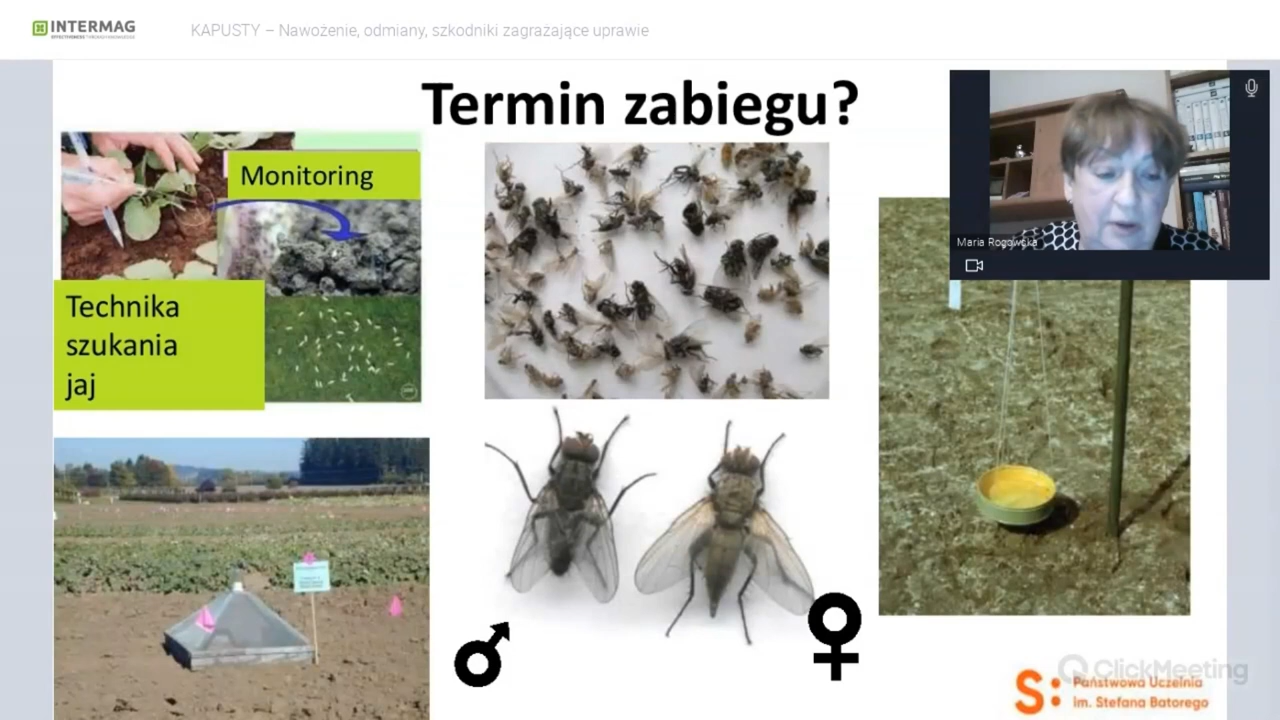 INTERMAG
KAPUSTY – Nawożenie, odmiany, szkodniki zagrażające uprawie
Termin zabiegu?
Monitoring
Technika
szukania
jaj
Maria Rogowska
ClickMeeting
S: Państwowa Uczelnia
im. Stefana Batorego